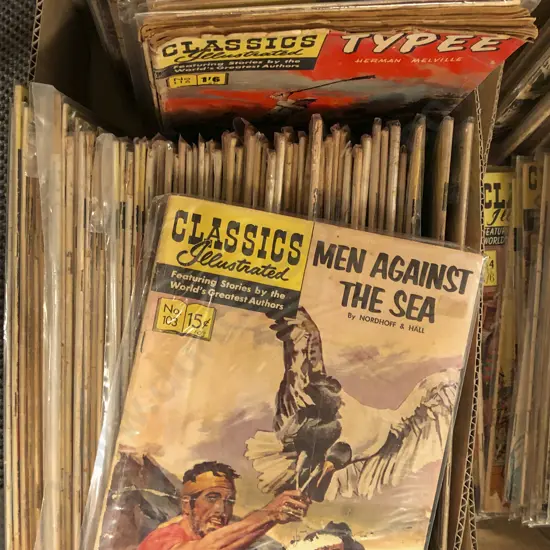 CLASSICS
Illustrated
Featuring Stories by the
World's Greatest Authors
1/6
TYPEE
HERMAN MELVILLE
CLASSICS
Illustrated
Featuring Stories by the
World's Greatest Authors
No.
103
15¢
MEN AGAINST
THE SEA
By NORDHOFF & HALL